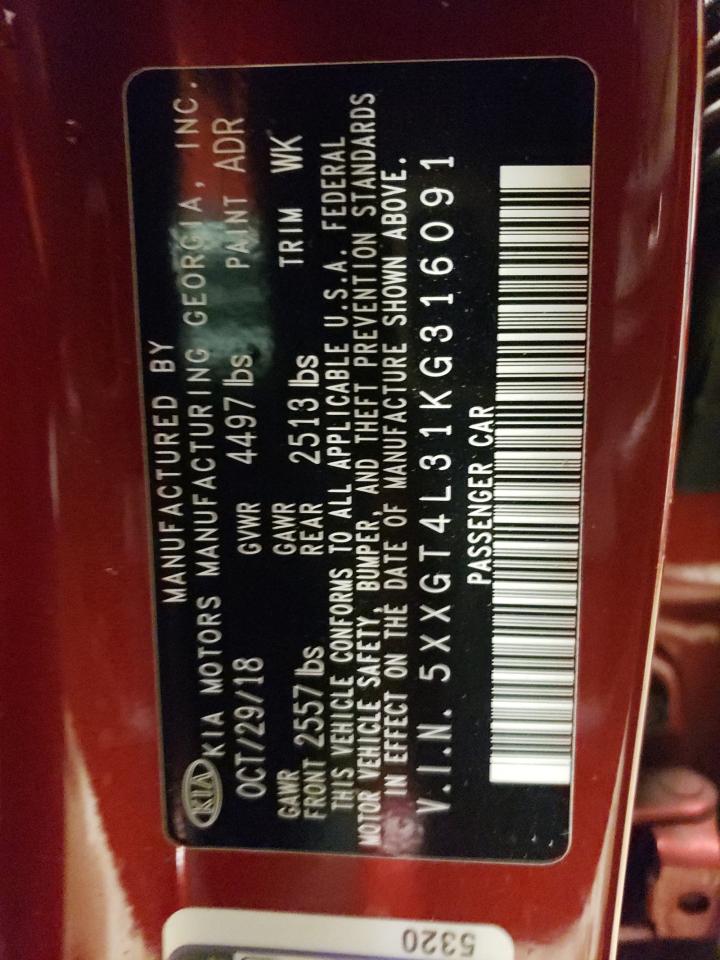 MANUFACTURED BY
KIA KIA MOTORS MANUFACTURING GEORGIA, INC.
OCT/29/18 GVWR 4497 lbs PAINT ADR
GAWR GAWR
FRONT 2557 lbs REAR 2513 lbs TRIM WK
THIS VEHICLE CONFORMS TO ALL APPLICABLE U.S.A. FEDERAL
MOTOR VEHICLE SAFETY, BUMPER, AND THEFT PREVENTION STANDARDS
IN EFFECT ON THE DATE OF MANUFACTURE SHOWN ABOVE.
V.I.N. 5XXGT4L31KG316091
PASSENGER CAR
5320